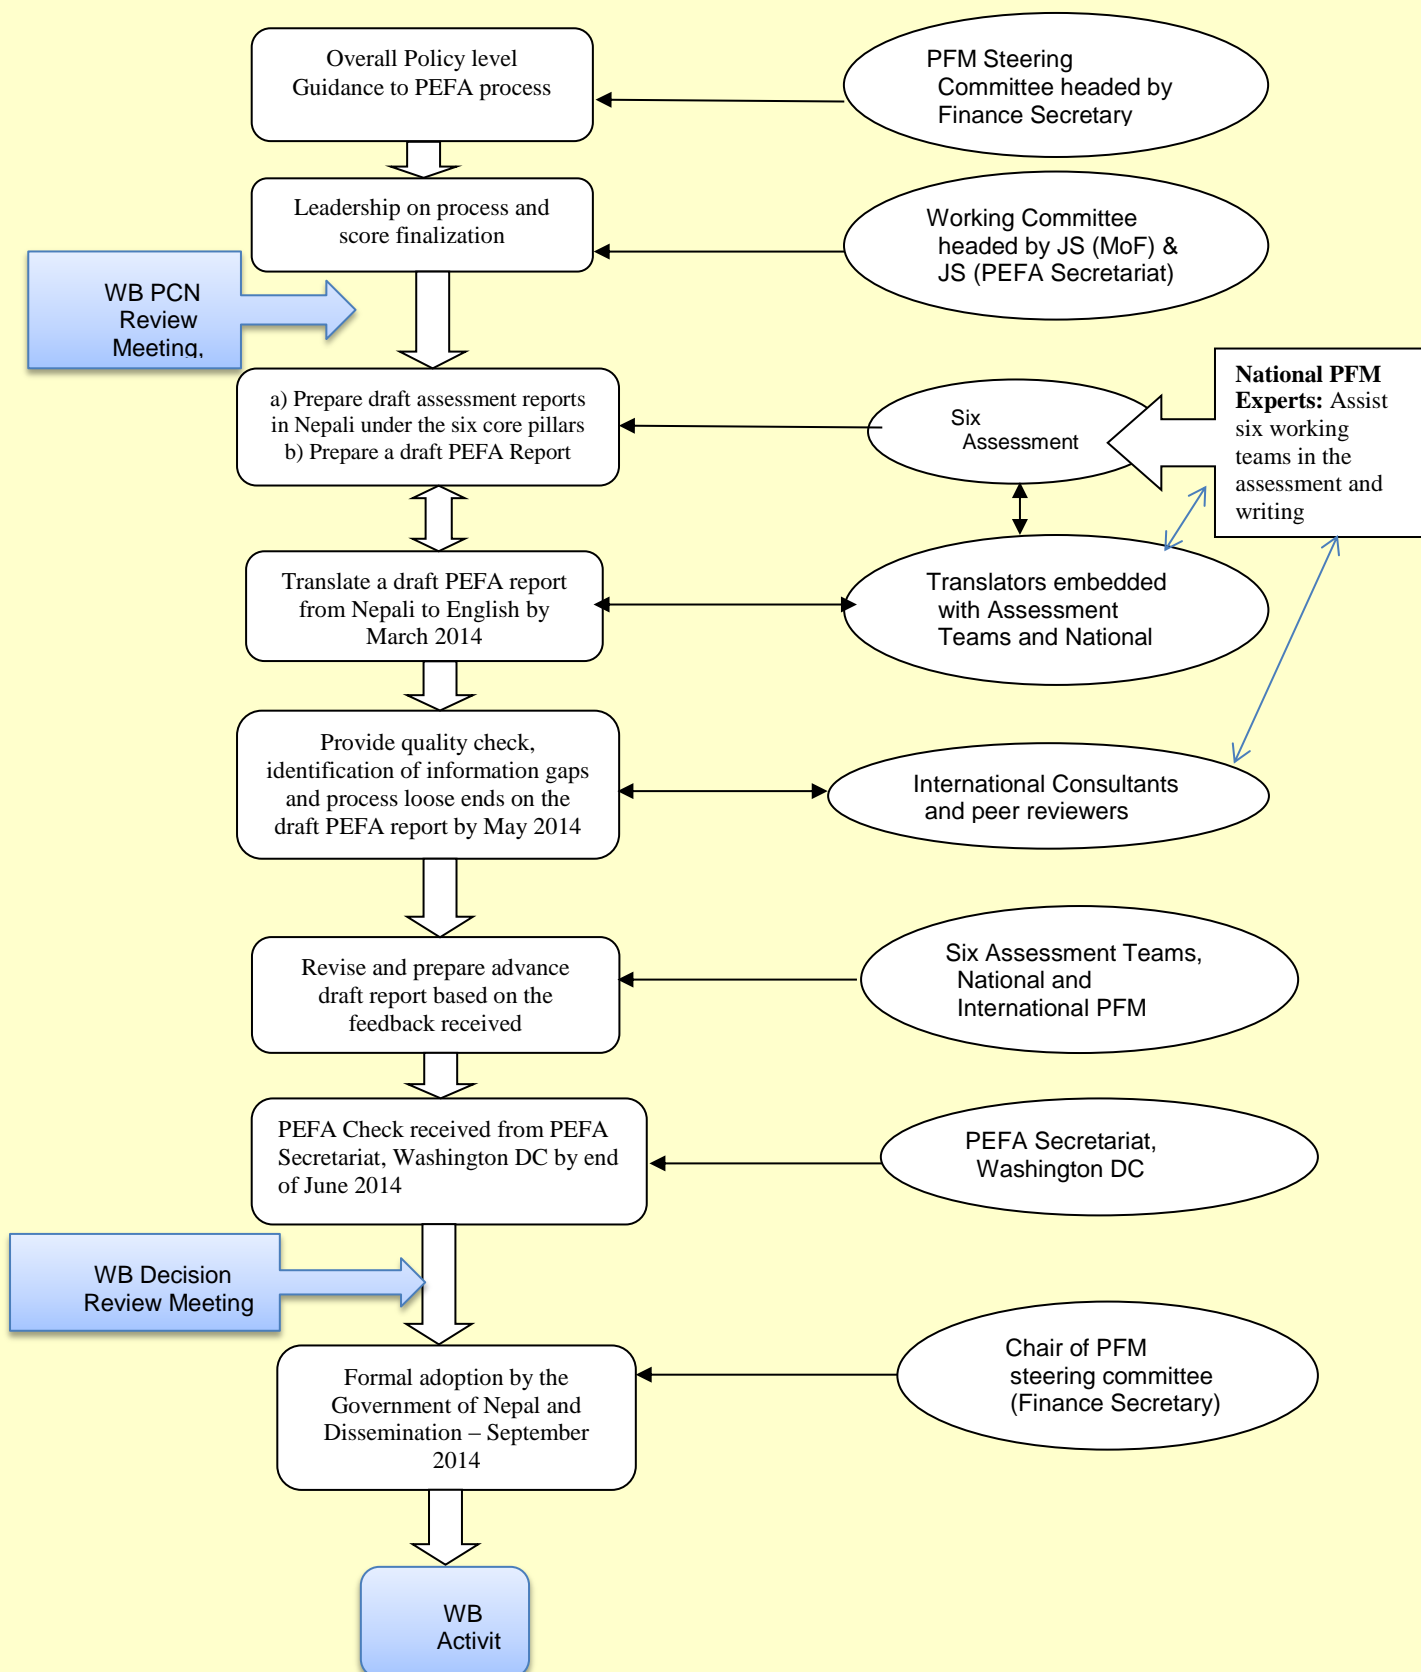 Overall Policy level
Guidance to PEFA process
PFM Steering
Committee headed by
Finance Secretary
Leadership on process and
score finalization
Working Committee
headed by JS (MoF) &
JS (PEFA Secretariat)
WB PCN
Review
Meeting,
a) Prepare draft assessment reports
in Nepali under the six core pillars
b) Prepare a draft PEFA Report
Six
Assessment
National PFM
Experts: Assist
six working
teams in the
assessment and
writing
Translate a draft PEFA report
from Nepali to English by
March 2014
Translators embedded
with Assessment
Teams and National
Provide quality check,
identification of information gaps
and process loose ends on the
draft PEFA report by May 2014
International Consultants
and peer reviewers
Revise and prepare advance
draft report based on the
feedback received
Six Assessment Teams,
National and
International PFM
PEFA Check received from PEFA
Secretariat, Washington DC by end
of June 2014
PEFA Secretariat,
Washington DC
WB Decision
Review Meeting
Formal adoption by the
Government of Nepal and
Dissemination – September
2014
Chair of PFM
steering committee
(Finance Secretary)
WB
Activit